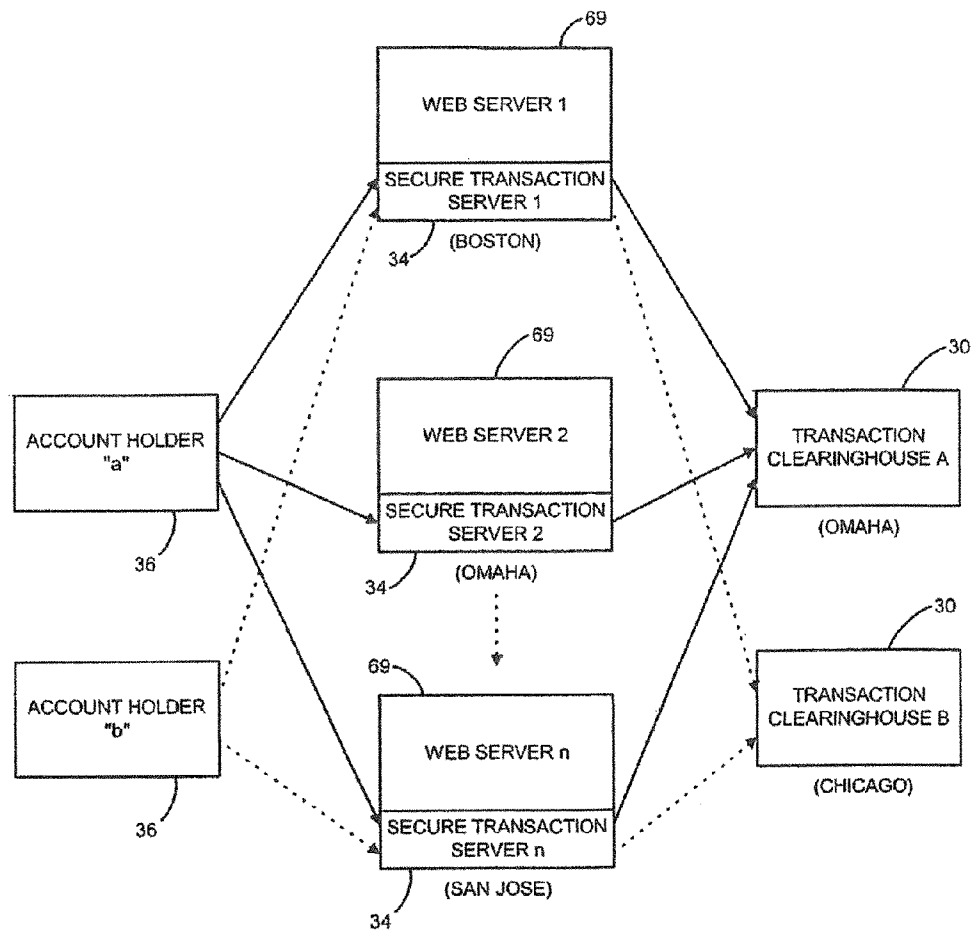 69
WEB SERVER 1
SECURE TRANSACTION
SERVER 1
34
(BOSTON)
69
30
WEB SERVER 2
ACCOUNT HOLDER
"a"
TRANSACTION
CLEARINGHOUSE A
SECURE TRANSACTION
SERVER 2
36
34
(OMAHA)
(OMAHA)
30
69
ACCOUNT HOLDER
"b"
TRANSACTION
CLEARINGHOUSE B
WEB SERVER n
36
(CHICAGO)
SECURE TRANSACTION
SERVER n
34
(SAN JOSE)